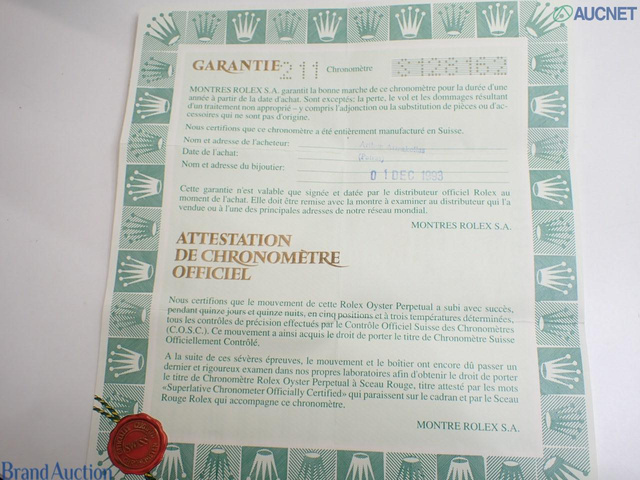 AUCNET
GARANTIE 211 Chronomètre
MONTRES ROLEX S.A. garantit la bonne marche de ce chronomètre pour la durée d'une
année à partir de la date d'achat. Sont exceptés: la perte, le vol et les dommages résultant
d'un traitement non approprié – y compris l'adjonction ou la substitution de pièces ou d'ac-
cessoires qui ne sont pas d'origine.
Nous certifions que ce chronomètre a été entièrement manufacturé en Suisse.
Nom et adresse de l'acheteur:
Date de l'achat:
Nom et adresse du bijoutier:
01 DEC 1993
Cette garantie n'est valable que signée et datée par le distributeur officiel Rolex au
moment de l'achat. Elle doit être remise avec la montre à examiner au distributeur qui l'a
vendue ou à l'une des principales adresses de notre réseau mondial.
MONTRES ROLEX S.A.
ATTESTATION
DE CHRONOMÈTRE
OFFICIEL
Nous certifions que le mouvement de cette Rolex Oyster Perpetual a subi avec succès,
pendant quinze jours et quinze nuits, en cinq positions et à trois températures déterminées,
tous les contrôles de précision effectués par le Contrôle Officiel Suisse des Chronomètres
(C.O.S.C.). Ce mouvement a ainsi acquis le droit de porter le titre de Chronomètre Suisse
Officiellement Contrôlé.
A la suite de ces sévères épreuves, le mouvement et le boîtier ont encore dû passer un
dernier et rigoureux examen dans nos propres laboratoires afin d'obtenir le droit de porter
le titre de Chronomètre Rolex Oyster Perpetual à Sceau Rouge, titre attesté par les mots
«Superlative Chronometer Officially Certified» qui paraissent sur le cadran et par le Sceau
Rouge Rolex qui accompagne ce chronomètre.
MONTRE ROLEX S.A.
Brand Auction